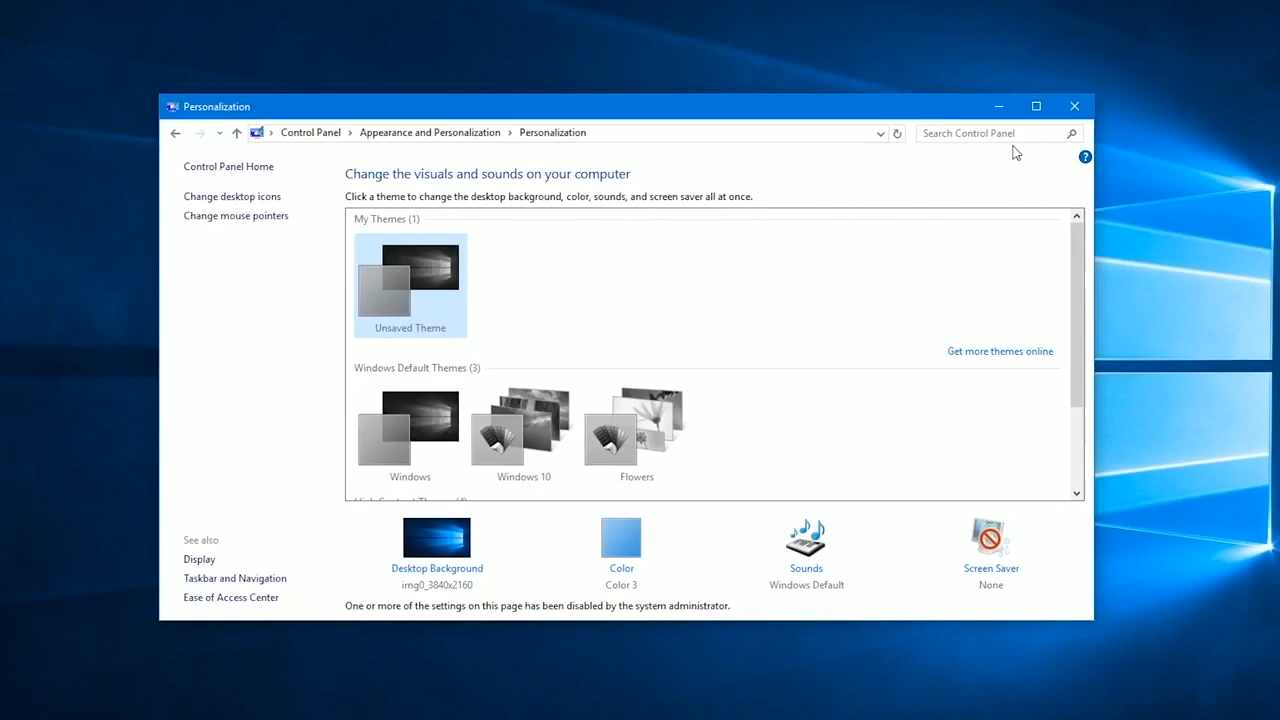 Personalization
Control Panel > Appearance and Personalization > Personalization
Search Control Panel
Control Panel Home
Change desktop icons
Change mouse pointers
Change the visuals and sounds on your computer
Click a theme to change the desktop background, color, sounds, and screen saver all at once.
My Themes (1)
Unsaved Theme
Get more themes online
Windows Default Themes (3)
Windows
Windows 10
Flowers
High Contrast Themes (4)
Desktop Background
img0_3840x2160
Color
Color 3
Sounds
Windows Default
Screen Saver
None
See also
Display
Taskbar and Navigation
Ease of Access Center
One or more of the settings on this page has been disabled by the system administrator.